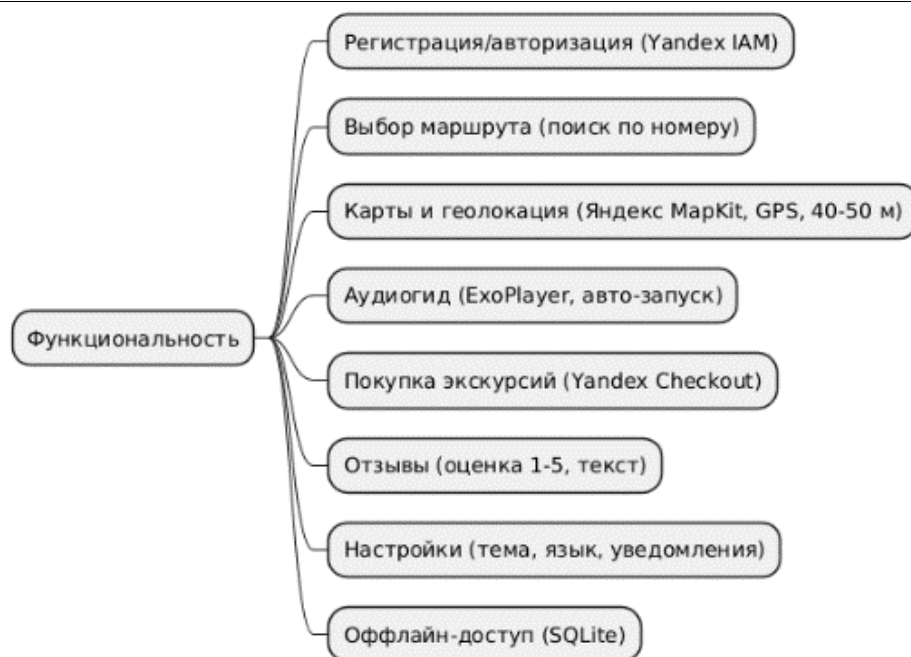 Регистрация/авторизация (Yandex IAM)
Выбор маршрута (поиск по номеру)
Карты и геолокация (Яндекс MapKit, GPS, 40-50 м)
Аудиогид (ExoPlayer, авто-запуск)
Функциональность
Покупка экскурсий (Yandex Checkout)
Отзывы (оценка 1-5, текст)
Настройки (тема, язык, уведомления)
Оффлайн-доступ (SQLite)